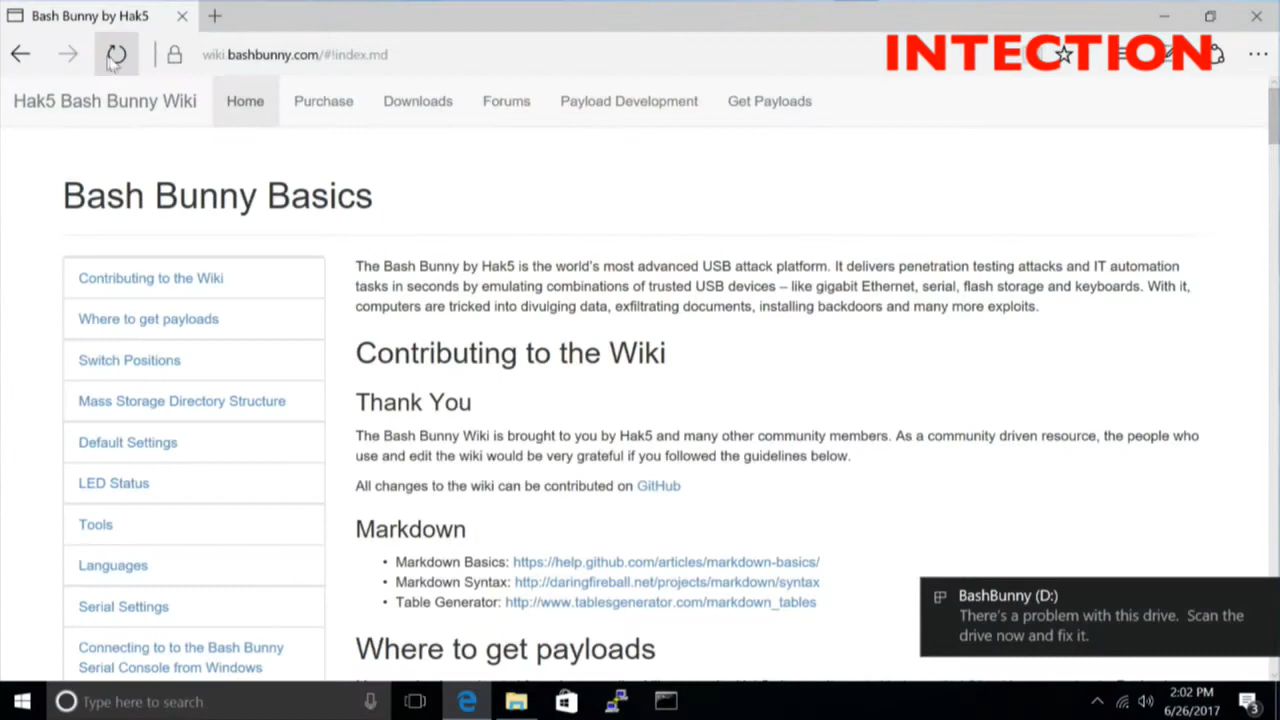 Bash Bunny by Hak5
wiki.bashbunny.com/#!index.md
INTECTION
Hak5 Bash Bunny Wiki
Home
Purchase
Downloads
Forums
Payload Development
Get Payloads
Bash Bunny Basics
Contributing to the Wiki
Where to get payloads
Switch Positions
Mass Storage Directory Structure
Default Settings
LED Status
Tools
Languages
Serial Settings
Connecting to to the Bash Bunny
Serial Console from Windows
The Bash Bunny by Hak5 is the world's most advanced USB attack platform. It delivers penetration testing attacks and IT automation
tasks in seconds by emulating combinations of trusted USB devices – like gigabit Ethernet, serial, flash storage and keyboards. With it,
computers are tricked into divulging data, exfiltrating documents, installing backdoors and many more exploits.
Contributing to the Wiki
Thank You
The Bash Bunny Wiki is brought to you by Hak5 and many other community members. As a community driven resource, the people who
use and edit the wiki would be very grateful if you followed the guidelines below.
All changes to the wiki can be contributed on GitHub
Markdown
• Markdown Basics: https://help.github.com/articles/markdown-basics/
• Markdown Syntax: http://daringfireball.net/projects/markdown/syntax
• Table Generator: http://www.tablesgenerator.com/markdown_tables
Where to get payloads
BashBunny (D:)
There's a problem with this drive. Scan the
drive now and fix it.
Type here to search
2:02 PM
6/26/2017
3